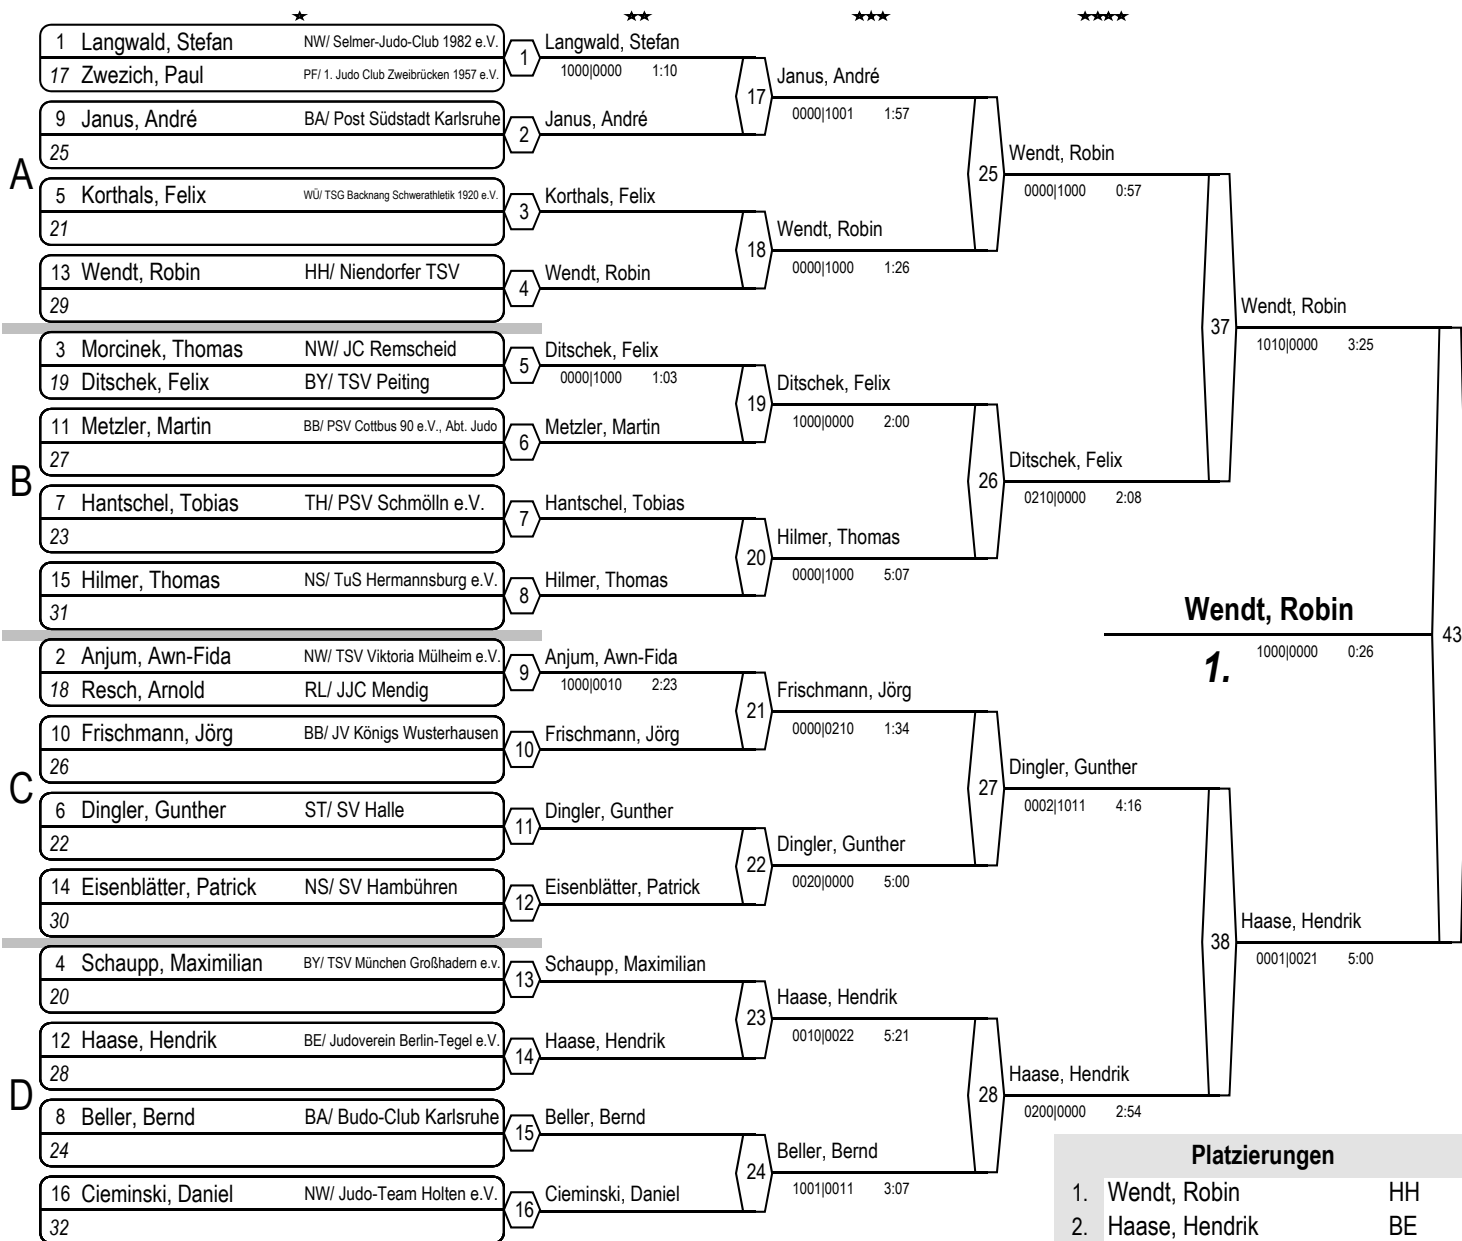 ★ ★★ ★★★ ★★★★
1 Langwald, Stefan NW/ Selmer-Judo-Club 1982 e.V.
17 Zwezich, Paul PF/ 1. Judo Club Zweibrücken 1957 e.V.
9 Janus, André BA/ Post Südstadt Karlsruhe
25
A
5 Korthals, Felix WÜ/ TSG Backnang Schwerathletik 1920 e.V.
21
13 Wendt, Robin HH/ Niendorfer TSV
29
3 Morcinek, Thomas NW/ JC Remscheid
19 Ditschek, Felix BY/ TSV Peiting
11 Metzler, Martin BB/ PSV Cottbus 90 e.V., Abt. Judo
27
B
7 Hantschel, Tobias TH/ PSV Schmölln e.V.
23
15 Hilmer, Thomas NS/ TuS Hermannsburg e.V.
31
2 Anjum, Awn-Fida NW/ TSV Viktoria Mülheim e.V.
18 Resch, Arnold RL/ JJC Mendig
10 Frischmann, Jörg BB/ JV Königs Wusterhausen
26
C
6 Dingler, Gunther ST/ SV Halle
22
14 Eisenblätter, Patrick NS/ SV Hambühren
30
4 Schaupp, Maximilian BY/ TSV München Großhadern e.v.
20
12 Haase, Hendrik BE/ Judoverein Berlin-Tegel e.V.
28
D
8 Beller, Bernd BA/ Budo-Club Karlsruhe
24
16 Cieminski, Daniel NW/ Judo-Team Holten e.V.
32
1 Langwald, Stefan
1000|0000 1:10
2 Janus, André
3 Korthals, Felix
4 Wendt, Robin
5 Ditschek, Felix
0000|1000 1:03
6 Metzler, Martin
7 Hantschel, Tobias
8 Hilmer, Thomas
9 Anjum, Awn-Fida
1000|0010 2:23
10 Frischmann, Jörg
11 Dingler, Gunther
12 Eisenblätter, Patrick
13 Schaupp, Maximilian
14 Haase, Hendrik
15 Beller, Bernd
16 Cieminski, Daniel
17 Janus, André
0000|1001 1:57
18 Wendt, Robin
0000|1000 1:26
19 Ditschek, Felix
1000|0000 2:00
20 Hilmer, Thomas
0000|1000 5:07
21 Frischmann, Jörg
0000|0210 1:34
22 Dingler, Gunther
0020|0000 5:00
23 Haase, Hendrik
0010|0022 5:21
24 Beller, Bernd
1001|0011 3:07
25 Wendt, Robin
0000|1000 0:57
26 Ditschek, Felix
0210|0000 2:08
27 Dingler, Gunther
0002|1011 4:16
28 Haase, Hendrik
0200|0000 2:54
37 Wendt, Robin
1010|0000 3:25
38 Haase, Hendrik
0001|0021 5:00
Wendt, Robin
43
1. 1000|0000 0:26
Platzierungen
1. Wendt, Robin HH
2. Haase, Hendrik BE